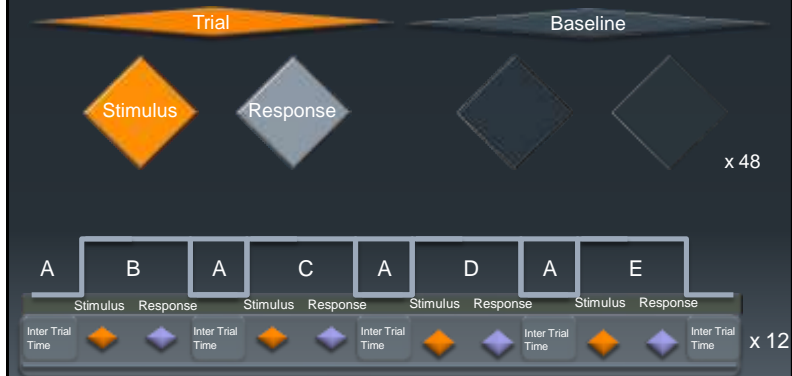 Trial Baseline
Stimulus Response
x 48
A B A C A D A E
Stimulus Response Stimulus Response Stimulus Response Stimulus Response
Inter Trial Inter Trial Inter Trial Inter Trial Inter Trial
Time Time Time Time Time
x 12